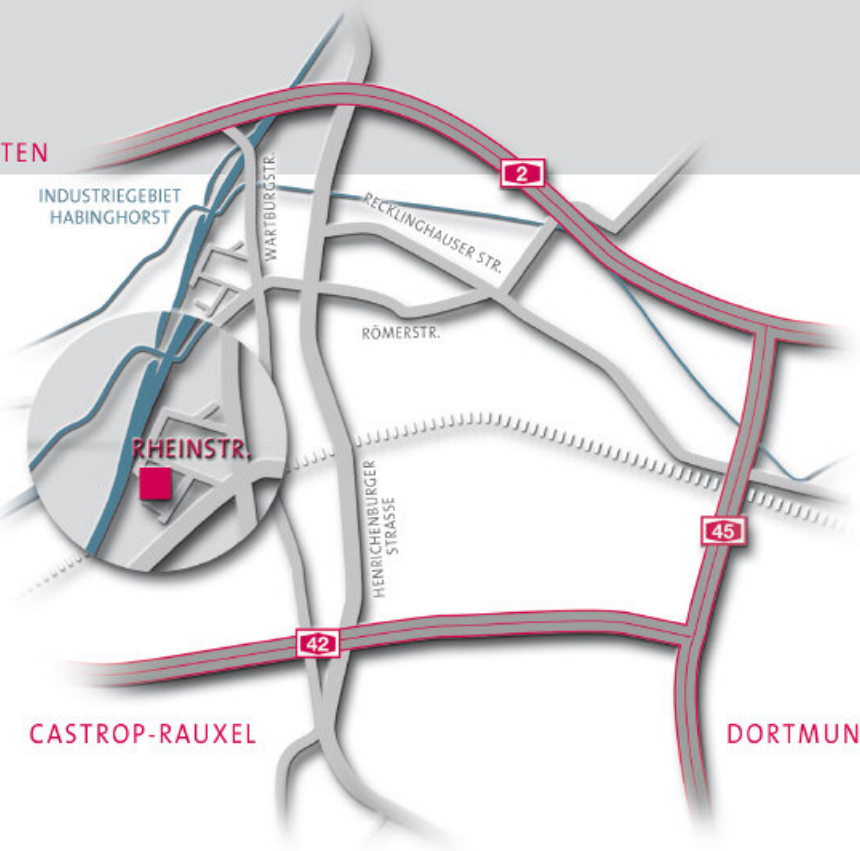 2
TEN
INDUSTRIEGEBIET
HABINGHORST
WARTBURGSTR.
RECKLINGHAUSER STR.
RÖMERSTR.
RHEINSTR.
HENRICHENBURGER
STRASSE
45
42
CASTROP-RAUXEL
DORTMUN